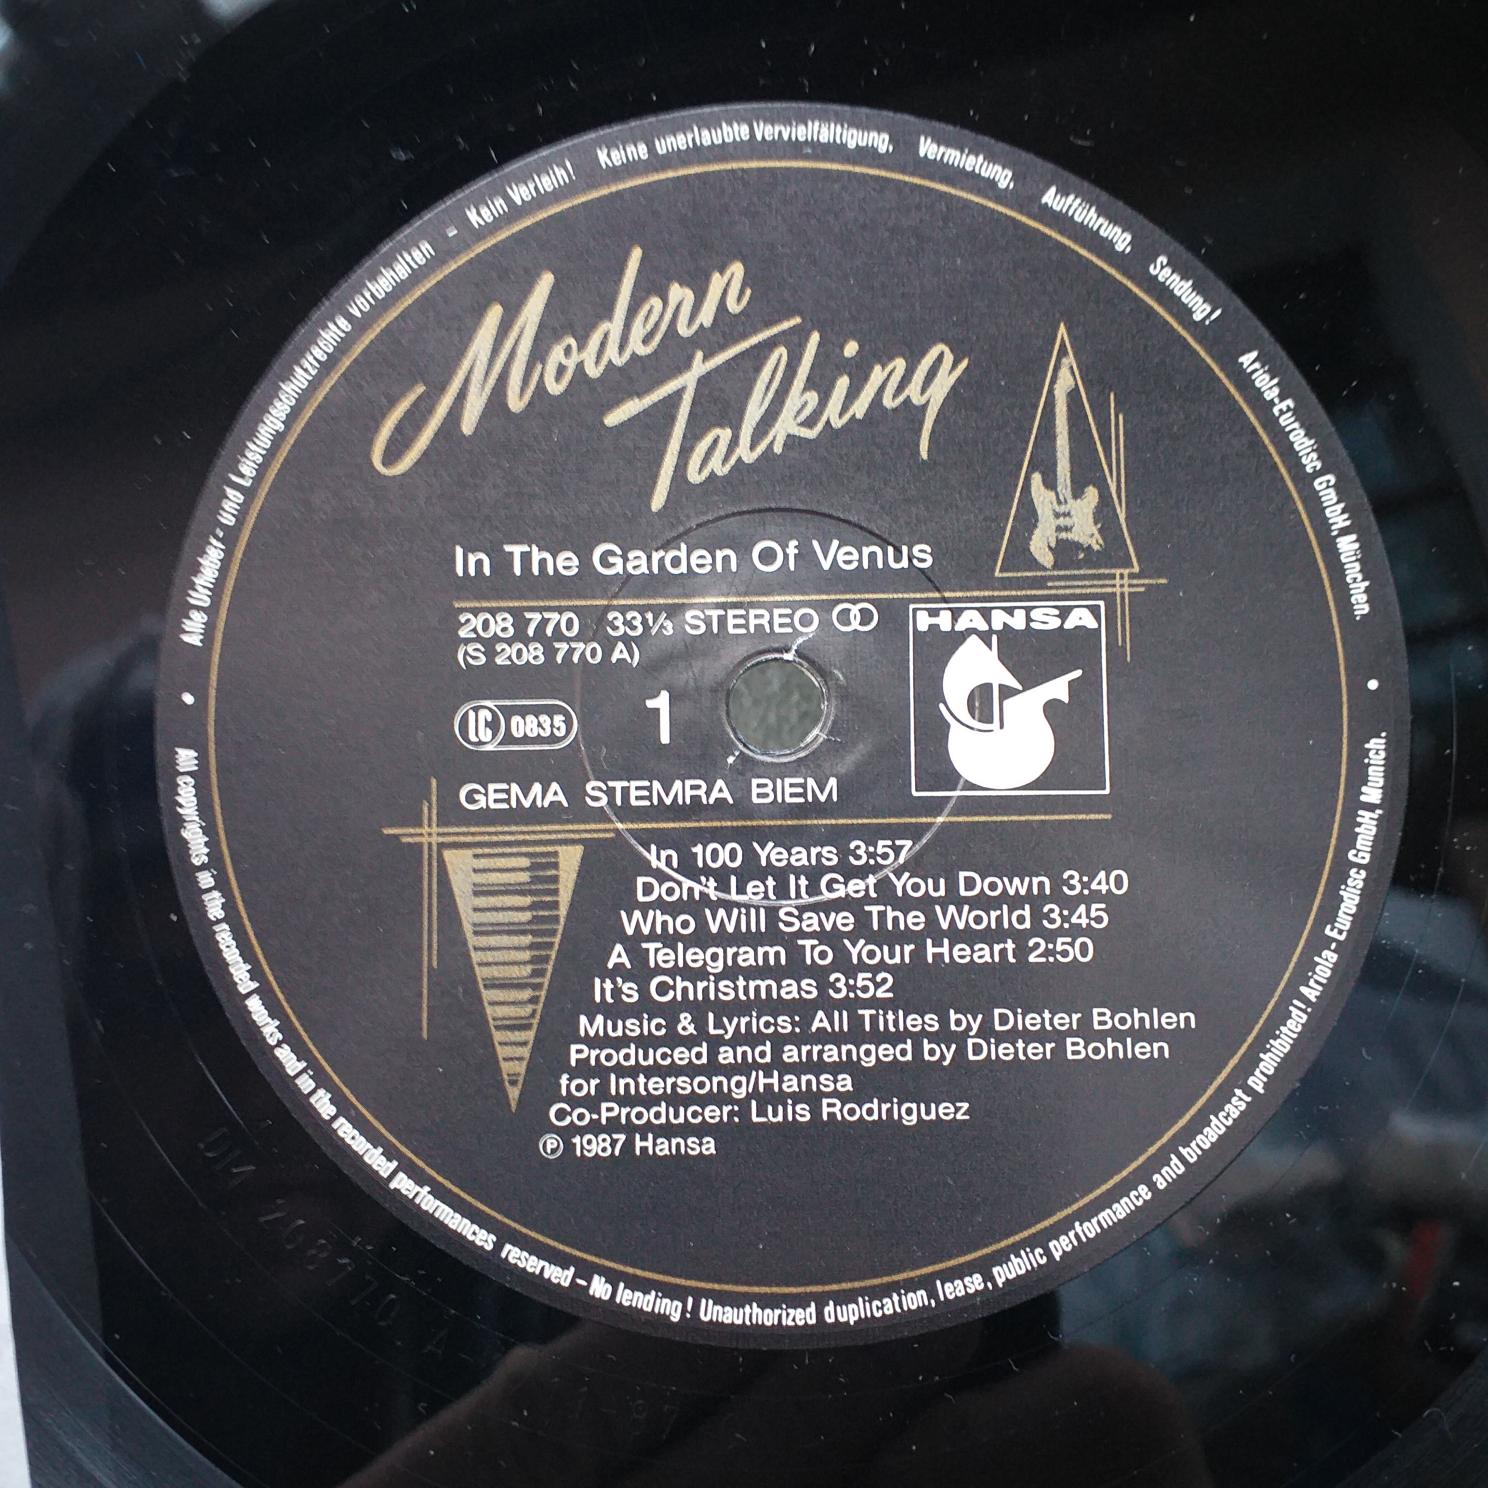 Alle Urheber- und Leistungsschutzrechte vorbehalten – Kein Verleih! Keine unerlaubte Vervielfältigung, Vermietung, Aufführung, Sendung! Ariola-Eurodisc GmbH, München.
Modern
Talking
In The Garden Of Venus
208 770 33⅓ STEREO
(S 208 770 A)
HANSA
LC 0835
1
GEMA STEMRA BIEM
In 100 Years 3:57
Don't Let It Get You Down 3:40
Who Will Save The World 3:45
A Telegram To Your Heart 2:50
It's Christmas 3:52
Music & Lyrics: All Titles by Dieter Bohlen
Produced and arranged by Dieter Bohlen
for Intersong/Hansa
Co-Producer: Luis Rodriguez
℗ 1987 Hansa
All copyrights in the recorded works and in the recorded performances reserved – No lending! Unauthorized duplication, lease, public performance and broadcast prohibited! Ariola-Eurodisc GmbH, Munich.
208770 A